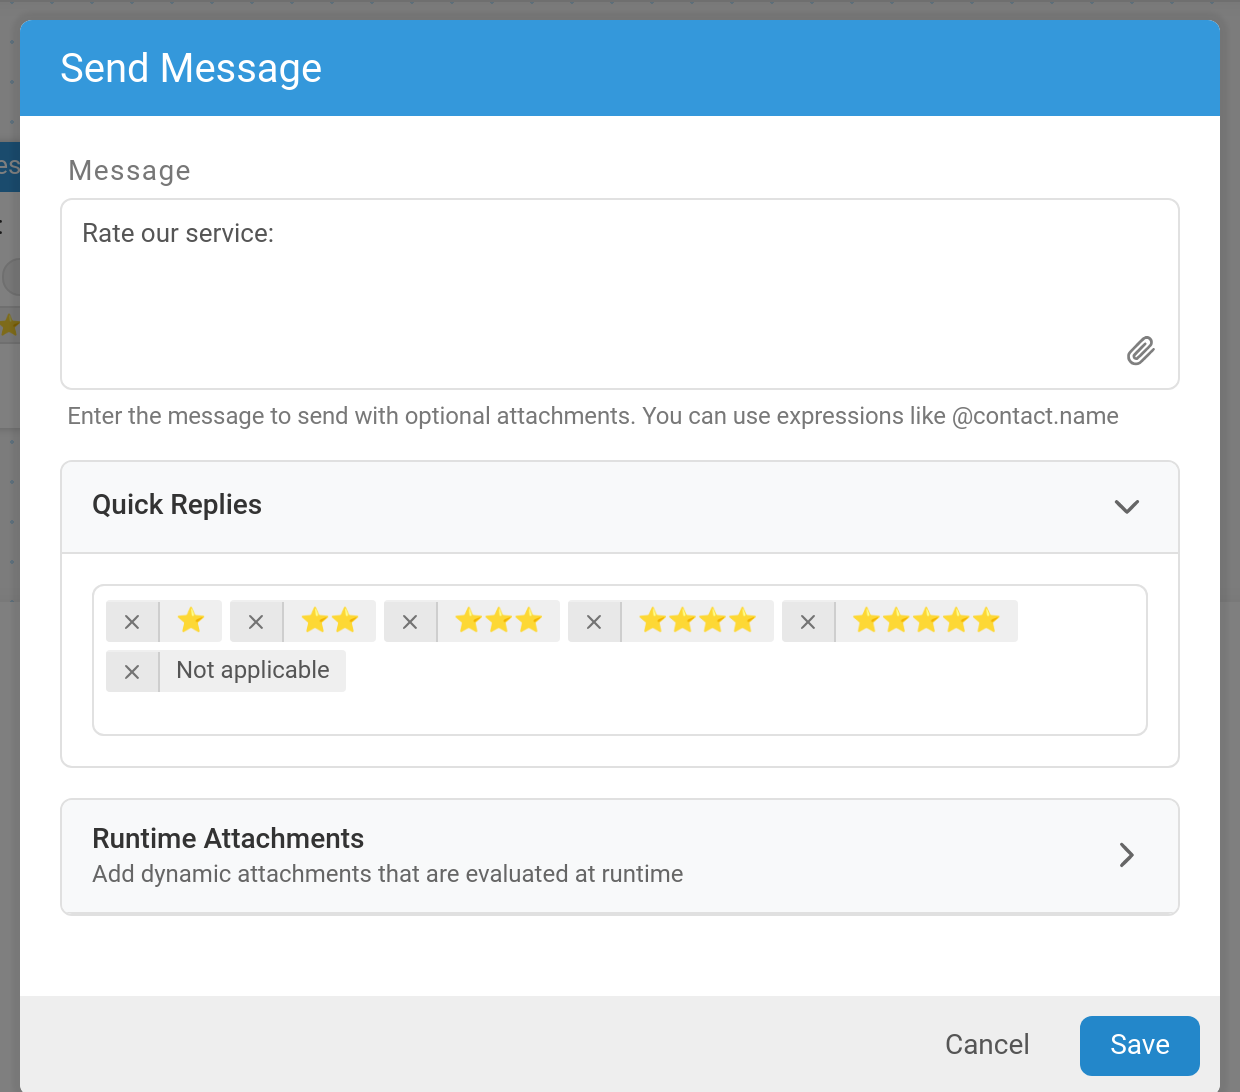 Send Message
Message
Rate our service:
Enter the message to send with optional attachments. You can use expressions like @contact.name
Quick Replies
× ⭐ × ⭐⭐ × ⭐⭐⭐ × ⭐⭐⭐⭐ × ⭐⭐⭐⭐⭐
× Not applicable
Runtime Attachments
Add dynamic attachments that are evaluated at runtime
Cancel Save